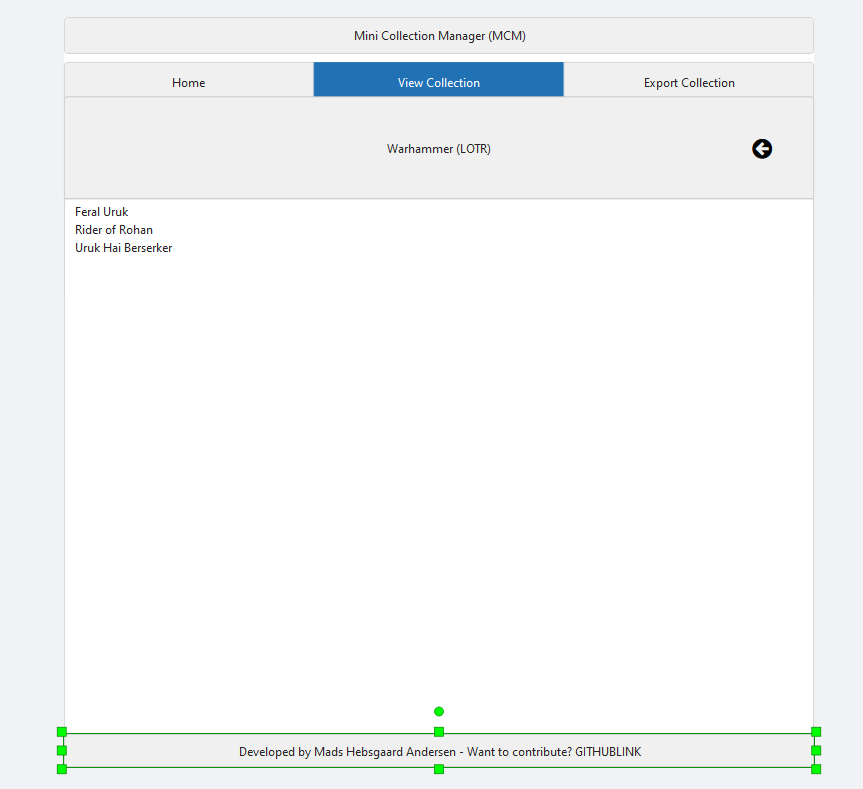 Mini Collection Manager (MCM)
Home View Collection Export Collection
Warhammer (LOTR)
Feral Uruk
Rider of Rohan
Uruk Hai Berserker
Developed by Mads Hebsgaard Andersen - Want to contribute? GITHUBLINK